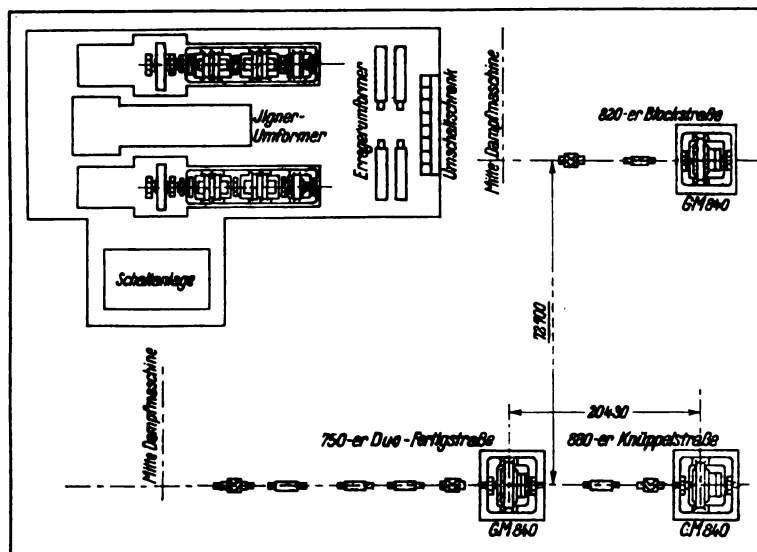 Jlgner-
Umformer
Erregerumformer
Umschaltschrank
Mitte Dampfmaschine
820-er Blockstraße
GM 840
Schaltanlage
Mitte Dampfmaschine
20430
750-er Duo-Fertigstraße
880-er Knüppelstraße
GM 840
GM 840